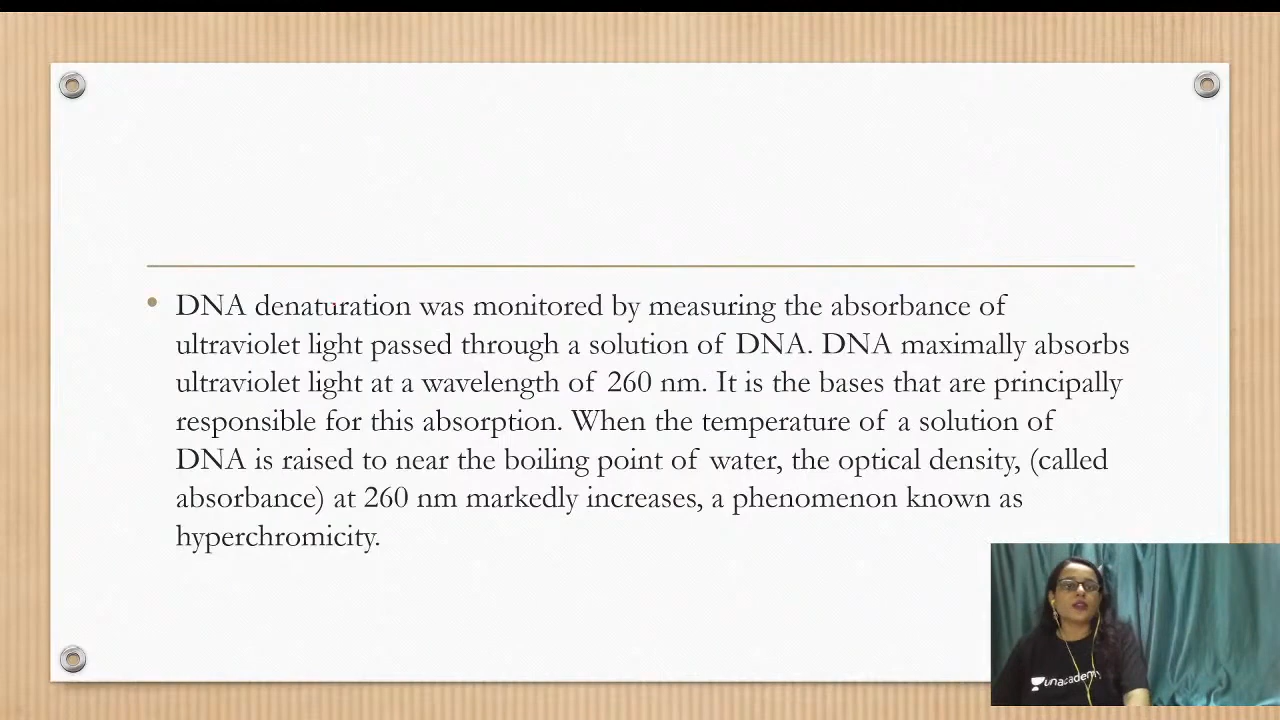 DNA denaturation was monitored by measuring the absorbance of
ultraviolet light passed through a solution of DNA. DNA maximally absorbs
ultraviolet light at a wavelength of 260 nm. It is the bases that are principally
responsible for this absorption. When the temperature of a solution of
DNA is raised to near the boiling point of water, the optical density, (called
absorbance) at 260 nm markedly increases, a phenomenon known as
hyperchromicity.
unacademy